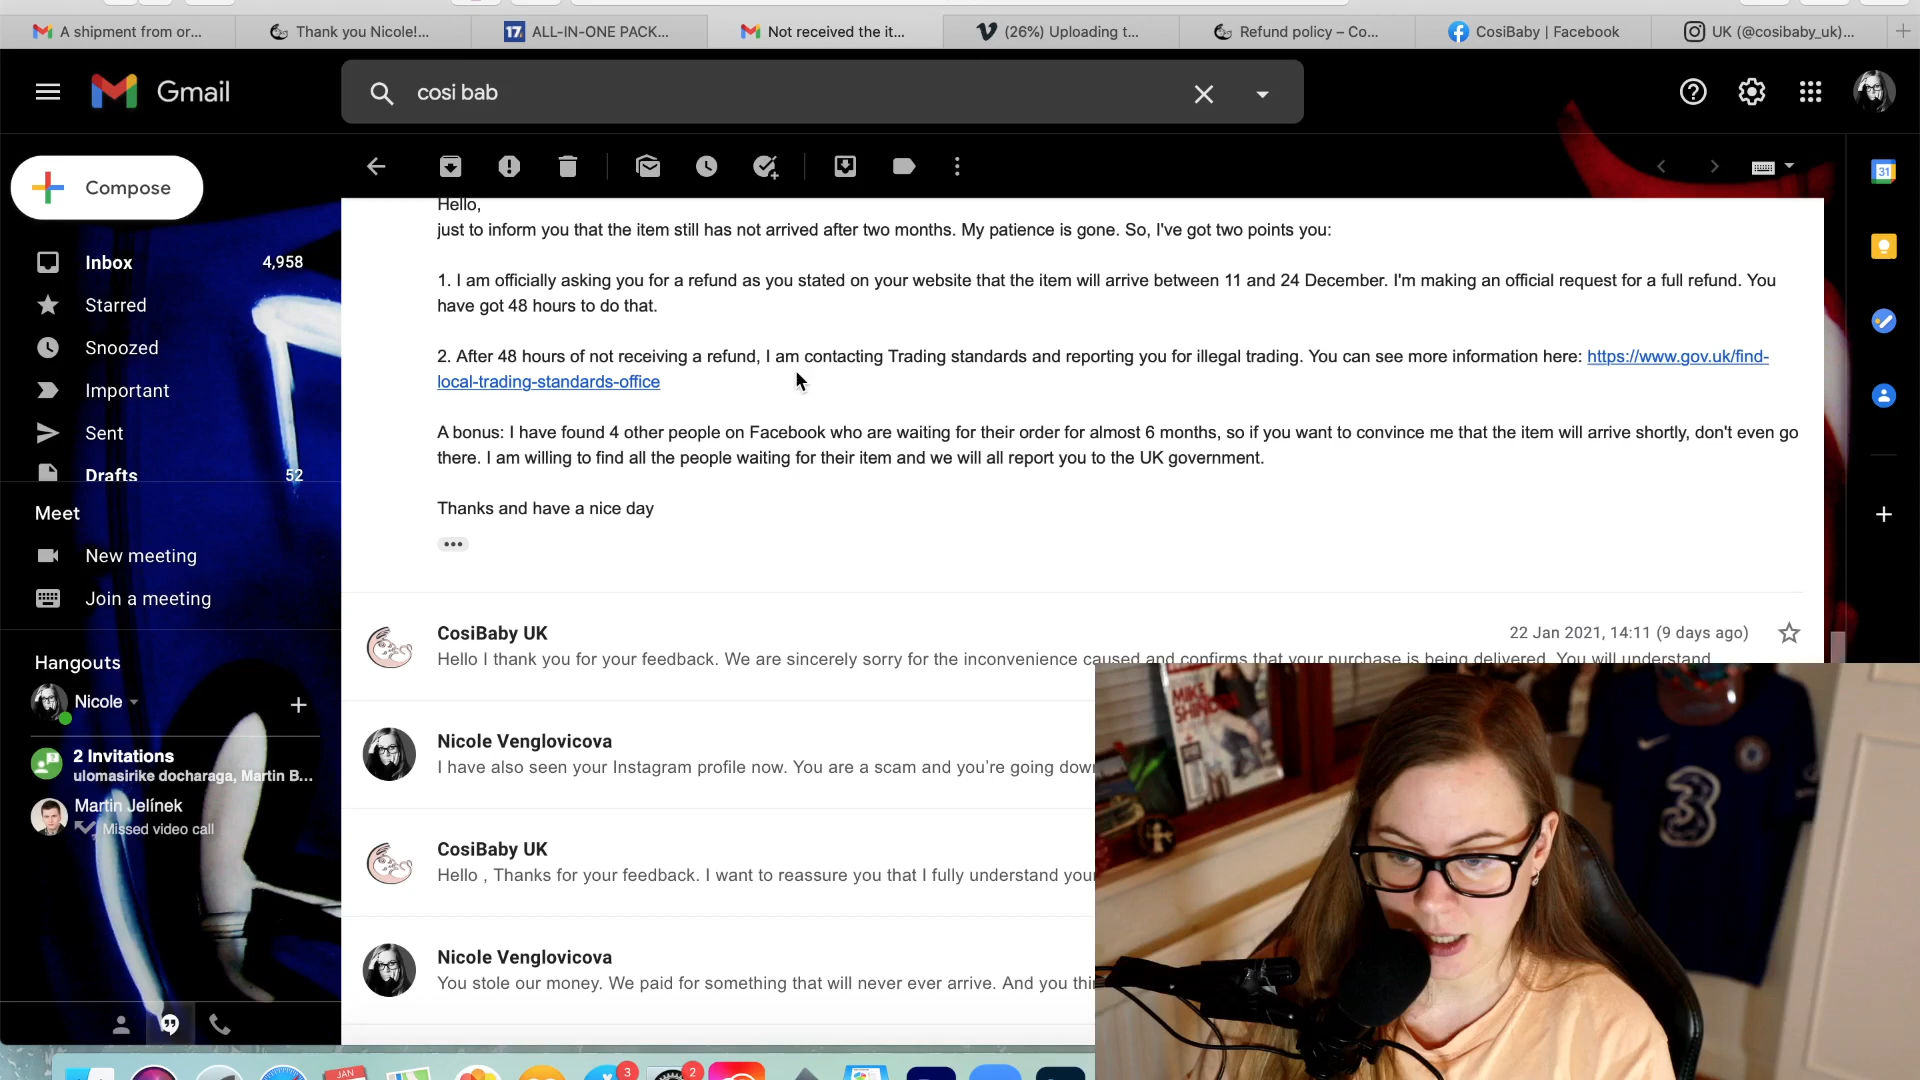 A shipment from or...
Thank you Nicole!...
17
ALL-IN-ONE PACK...
Not received the it...
(26%) Uploading t...
Refund policy – Co...
CosiBaby | Facebook
UK (@cosibaby_uk)...
Gmail
cosi bab
Compose
31
Inbox 4,958
Starred
Snoozed
Important
Sent
Drafts 52
Meet
New meeting
Join a meeting
Hangouts
Nicole
2 Invitations
ulomasirike docharaga, Martin B...
Martin Jelínek
Missed video call
Hello,
just to inform you that the item still has not arrived after two months. My patience is gone. So, I've got two points you:
1. I am officially asking you for a refund as you stated on your website that the item will arrive between 11 and 24 December. I'm making an official request for a full refund. You
have got 48 hours to do that.
2. After 48 hours of not receiving a refund, I am contacting Trading standards and reporting you for illegal trading. You can see more information here: https://www.gov.uk/find-
local-trading-standards-office
A bonus: I have found 4 other people on Facebook who are waiting for their order for almost 6 months, so if you want to convince me that the item will arrive shortly, don't even go
there. I am willing to find all the people waiting for their item and we will all report you to the UK government.
Thanks and have a nice day
CosiBaby UK 22 Jan 2021, 14:11 (9 days ago)
Hello I thank you for your feedback. We are sincerely sorry for the inconvenience caused and confirms that your purchase is being delivered. You will understand
Nicole Venglovicova
I have also seen your Instagram profile now. You are a scam and you're going down
CosiBaby UK
Hello , Thanks for your feedback. I want to reassure you that I fully understand your
Nicole Venglovicova
You stole our money. We paid for something that will never ever arrive. And you thi
MIKE
SHINODA
3
JAN
3
2